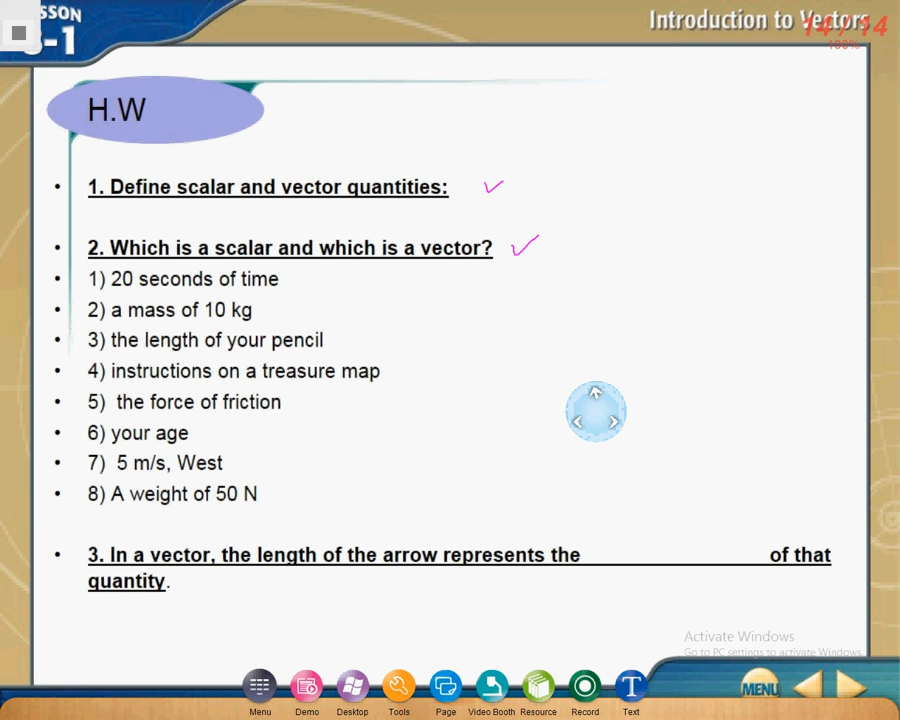 SSON
-1
Introduction to Vectors
14 / 14
100%
H.W
• 1. Define scalar and vector quantities:
• 2. Which is a scalar and which is a vector?
• 1) 20 seconds of time
• 2) a mass of 10 kg
• 3) the length of your pencil
• 4) instructions on a treasure map
• 5) the force of friction
• 6) your age
• 7) 5 m/s, West
• 8) A weight of 50 N
• 3. In a vector, the length of the arrow represents the ________________ of that
quantity.
Activate Windows
Go to PC settings to activate Windows.
Menu Demo Desktop Tools Page Video Booth Resource Record Text
T
MENU